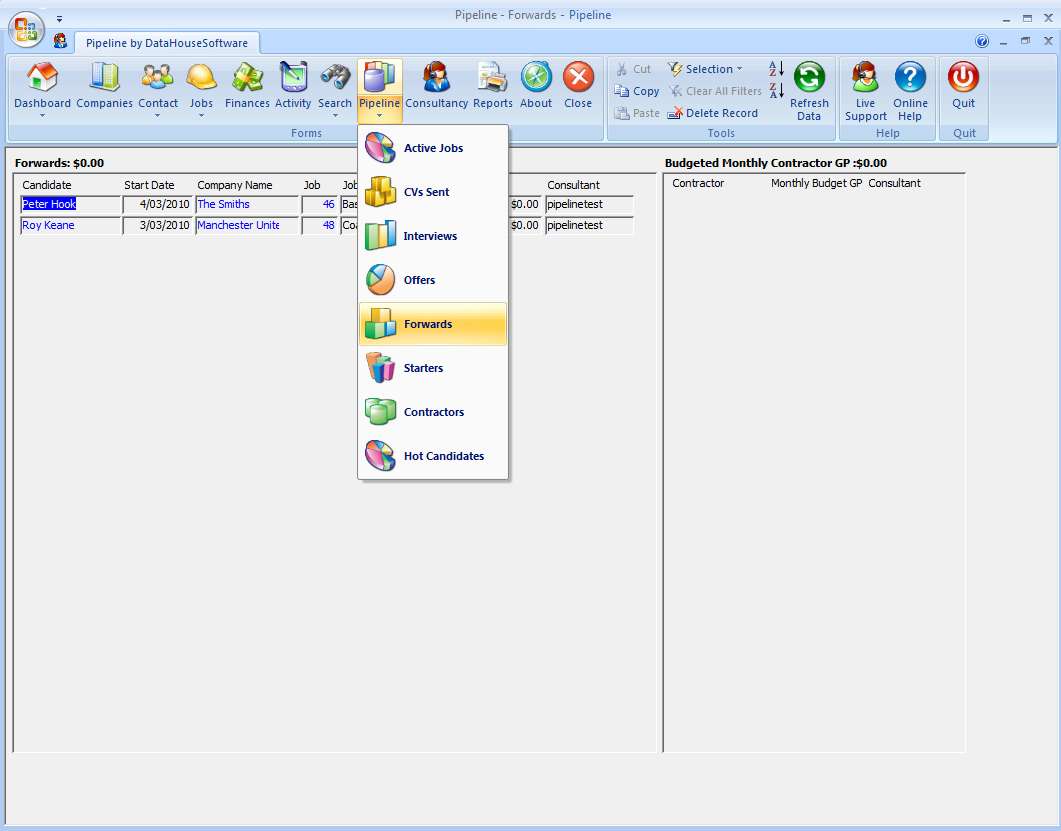 Pipeline - Forwards - Pipeline
Pipeline by DataHouseSoftware
Dashboard Companies Contact Jobs Finances Activity Search Pipeline Consultancy Reports About Close
Forms
Cut Selection
Copy Clear All Filters
Paste Delete Record
Refresh Data
Tools
Live Support Online Help
Help
Quit
Quit
Forwards: $0.00
Candidate Start Date Company Name Job Consultant
Peter Hook 4/03/2010 The Smiths 46 Bas $0.00 pipelinetest
Roy Keane 3/03/2010 Manchester Unite 48 Coa $0.00 pipelinetest
Active Jobs
CVs Sent
Interviews
Offers
Forwards
Starters
Contractors
Hot Candidates
Budgeted Monthly Contractor GP :$0.00
Contractor Monthly Budget GP Consultant